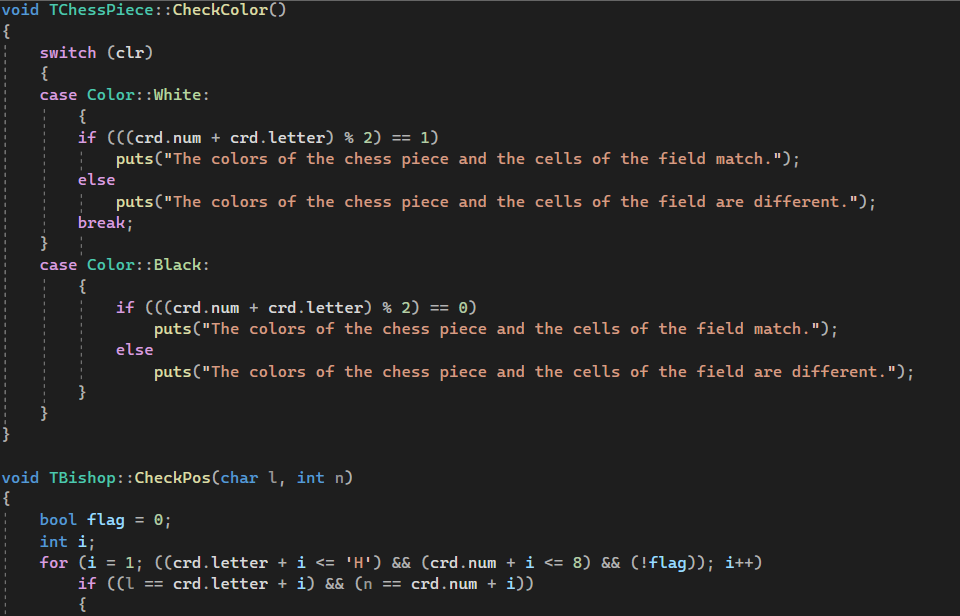 void TChessPiece::CheckColor()
{
    switch (clr)
    {
    case Color::White:
        {
        if (((crd.num + crd.letter) % 2) == 1)
            puts("The colors of the chess piece and the cells of the field match.");
        else
            puts("The colors of the chess piece and the cells of the field are different.");
        break;
    }
    case Color::Black:
        {
            if (((crd.num + crd.letter) % 2) == 0)
                puts("The colors of the chess piece and the cells of the field match.");
            else
                puts("The colors of the chess piece and the cells of the field are different.");
        }
    }
}

void TBishop::CheckPos(char l, int n)
{
    bool flag = 0;
    int i;
    for (i = 1; ((crd.letter + i <= 'H') && (crd.num + i <= 8) && (!flag)); i++)
        if ((l == crd.letter + i) && (n == crd.num + i))
        {